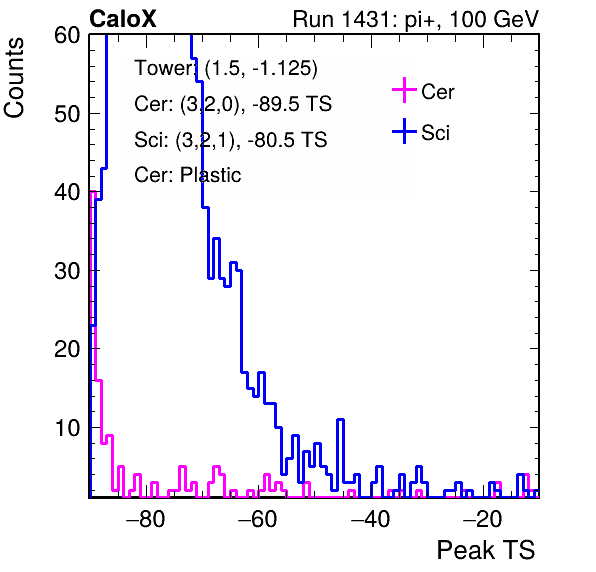 CaloX Run 1431: pi+, 100 GeV
Counts
60
50
40
30
20
10
Tower: (1.5, -1.125)
Cer: (3,2,0), -89.5 TS
Sci: (3,2,1), -80.5 TS
Cer: Plastic
Cer
Sci
−80 −60 −40 −20
Peak TS